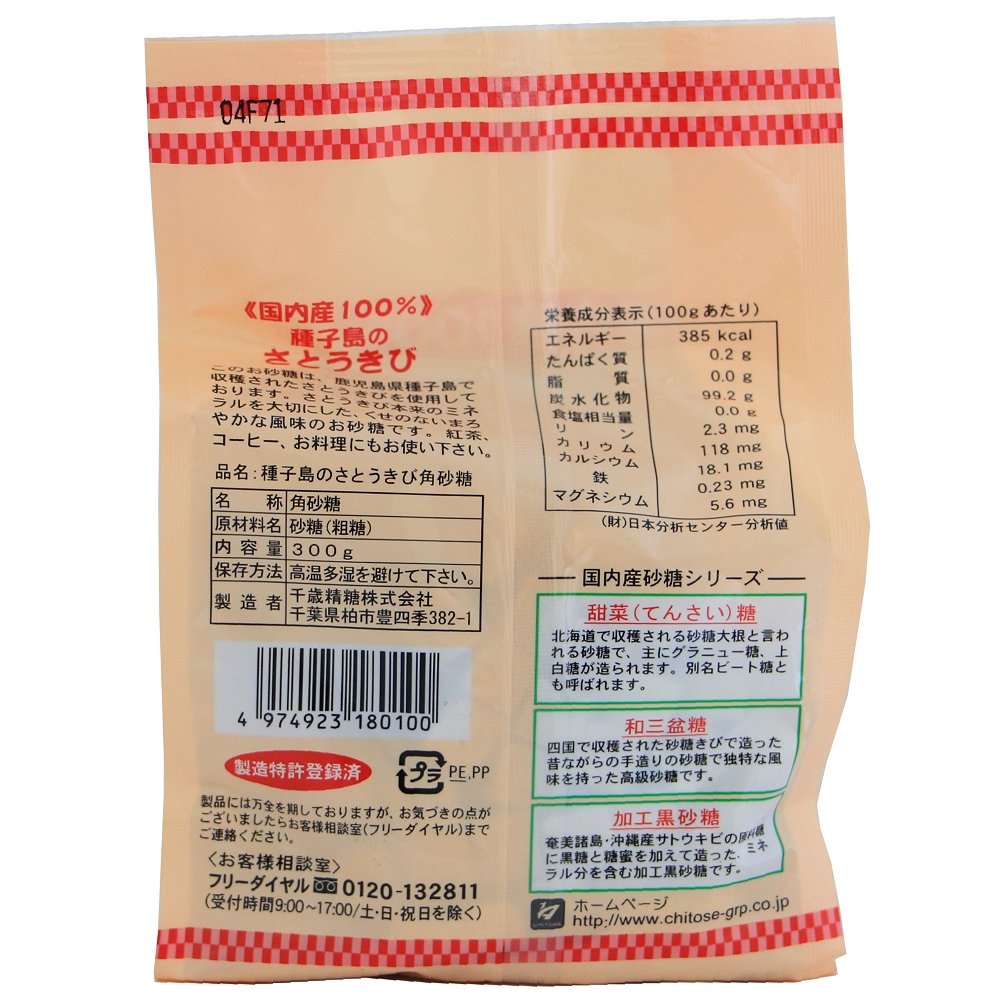 04F71
《国内産100%》
種子島の
さとうきび
このお砂糖は、鹿児島県種子島で
収穫されたさとうきびを使用して
おります。さとうきび本来のミネ
ラルを大切にした、くせのないまろ
やかな風味のお砂糖です。紅茶、
コーヒー、お料理にもお使い下さい。
品名:種子島のさとうきび角砂糖
名称 角砂糖
原材料名 砂糖(粗糖)
内容量 300g
保存方法 高温多湿を避けて下さい。
製造者 千歳精糖株式会社
千葉県柏市豊四季382-1
4 974923 180100
製造特許登録済
プラ PE,PP
製品には万全を期しておりますが、お気づきの点が
ございましたらお客様相談室(フリーダイヤル)まで
ご連絡ください。
〈お客様相談室〉
フリーダイヤル 0120-132811
(受付時間9:00~17:00/土・日・祝日を除く)
栄養成分表示(100gあたり)
エネルギー 385 kcal
たんぱく質 0.2 g
脂質 0.0 g
炭水化物 99.2 g
食塩相当量 0.0 g
リン 2.3 mg
カリウム 118 mg
カルシウム 18.1 mg
鉄 0.23 mg
マグネシウム 5.6 mg
(財)日本分析センター分析値
国内産砂糖シリーズ
甜菜(てんさい)糖
北海道で収穫される砂糖大根と言わ
れる砂糖で、主にグラニュー糖、上
白糖が造られます。別名ビート糖と
も呼ばれます。
和三盆糖
四国で収穫された砂糖きびで造った
昔ながらの手造りの砂糖で独特な風
味を持った高級砂糖です。
加工黒砂糖
奄美諸島・沖縄産サトウキビの原料糖
に黒糖と糖蜜を加えて造った、ミネ
ラル分を含む加工黒砂糖です。
ホームページ
http://www.chitose-grp.co.jp